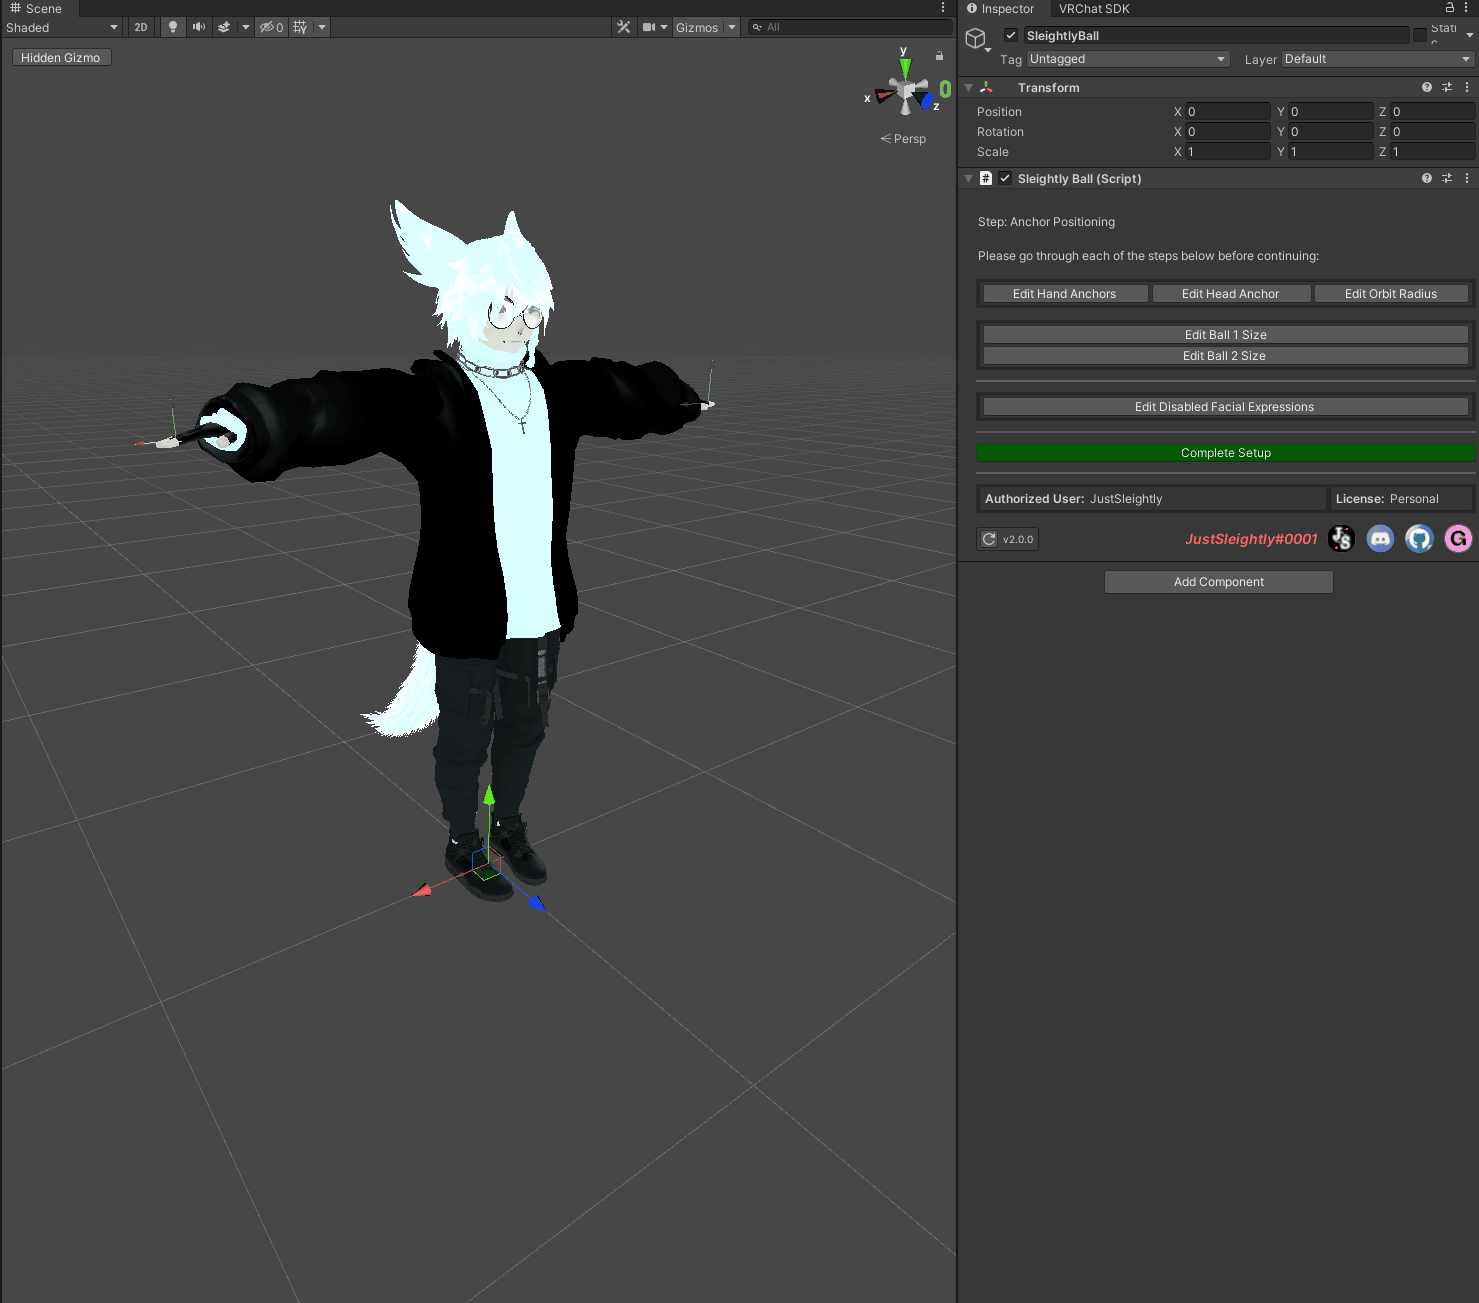 Scene
Shaded
2D
0
Gizmos
All
Hidden Gizmo
y
x
z
Persp
Inspector
VRChat SDK
SleightlyBall
Tag Untagged
Layer Default
Transform
Position X 0 Y 0 Z 0
Rotation X 0 Y 0 Z 0
Scale X 1 Y 1 Z 1
# Sleightly Ball (Script)
Step: Anchor Positioning
Please go through each of the steps below before continuing:
Edit Hand Anchors Edit Head Anchor Edit Orbit Radius
Edit Ball 1 Size
Edit Ball 2 Size
Edit Disabled Facial Expressions
Complete Setup
Authorized User: JustSleightly License: Personal
v2.0.0 JustSleightly#0001 JS G
Add Component